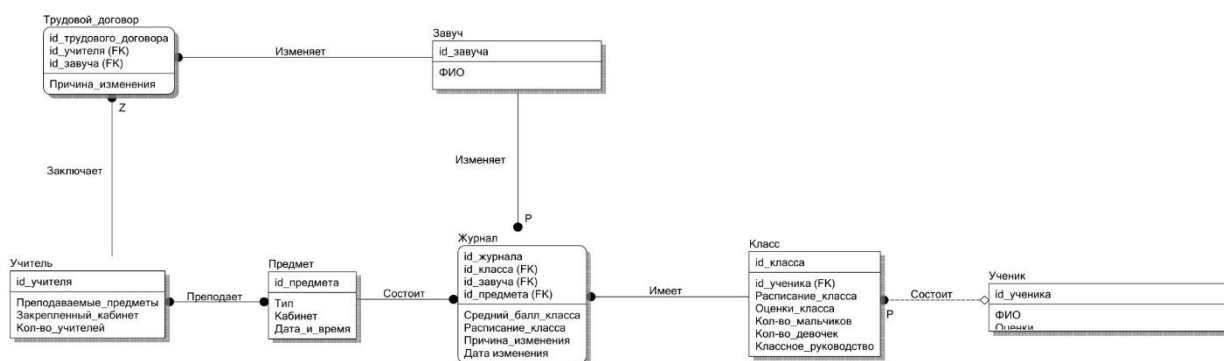 Трудовой_договор
id_трудового_договора
id_учителя (FK)
id_завуча (FK)
Причина_изменения
Изменяет
Завуч
id_завуча
ФИО
Z
Заключает
Изменяет
P
Учитель
id_учителя
Преподаваемые_предметы
Закрепленный_кабинет
Кол-во_учителей
Преподает
Предмет
id_предмета
Тип
Кабинет
Дата_и_время
Состоит
Журнал
id_журнала
id_класса (FK)
id_завуча (FK)
id_предмета (FK)
Средний_балл_класса
Расписание_класса
Причина_изменения
Дата изменения
Имеет
Класс
id_класса
id_ученика (FK)
Расписание_класса
Оценки_класса
Кол-во_мальчиков
Кол-во_девочек
Классное_руководство
P
Состоит
Ученик
id_ученика
ФИО
Оценки